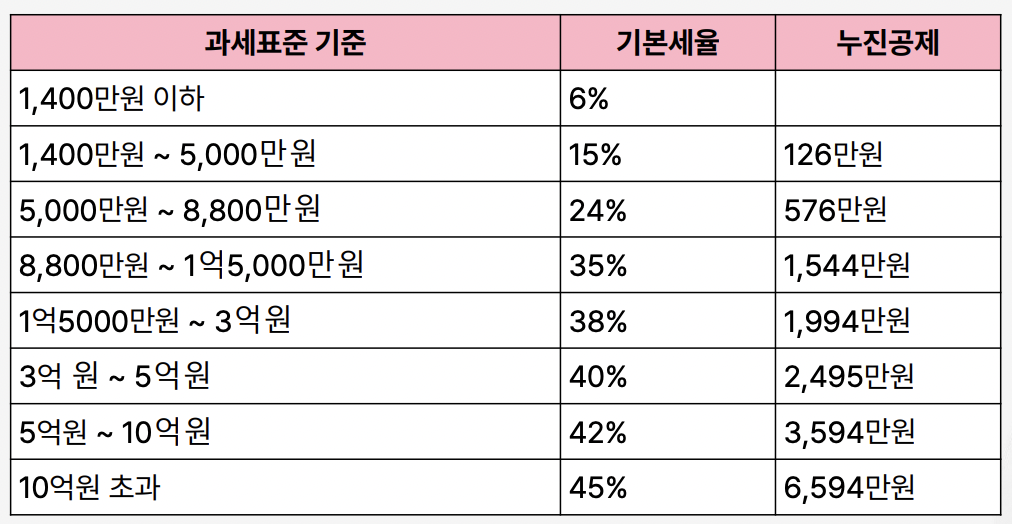 과세표준 기준 기본세율 누진공제
1,400만원 이하 6%
1,400만원 ~ 5,000만원 15% 126만원
5,000만원 ~ 8,800만원 24% 576만원
8,800만원 ~ 1억5,000만원 35% 1,544만원
1억5000만원 ~ 3억원 38% 1,994만원
3억 원 ~ 5억원 40% 2,495만원
5억원 ~ 10억원 42% 3,594만원
10억원 초과 45% 6,594만원